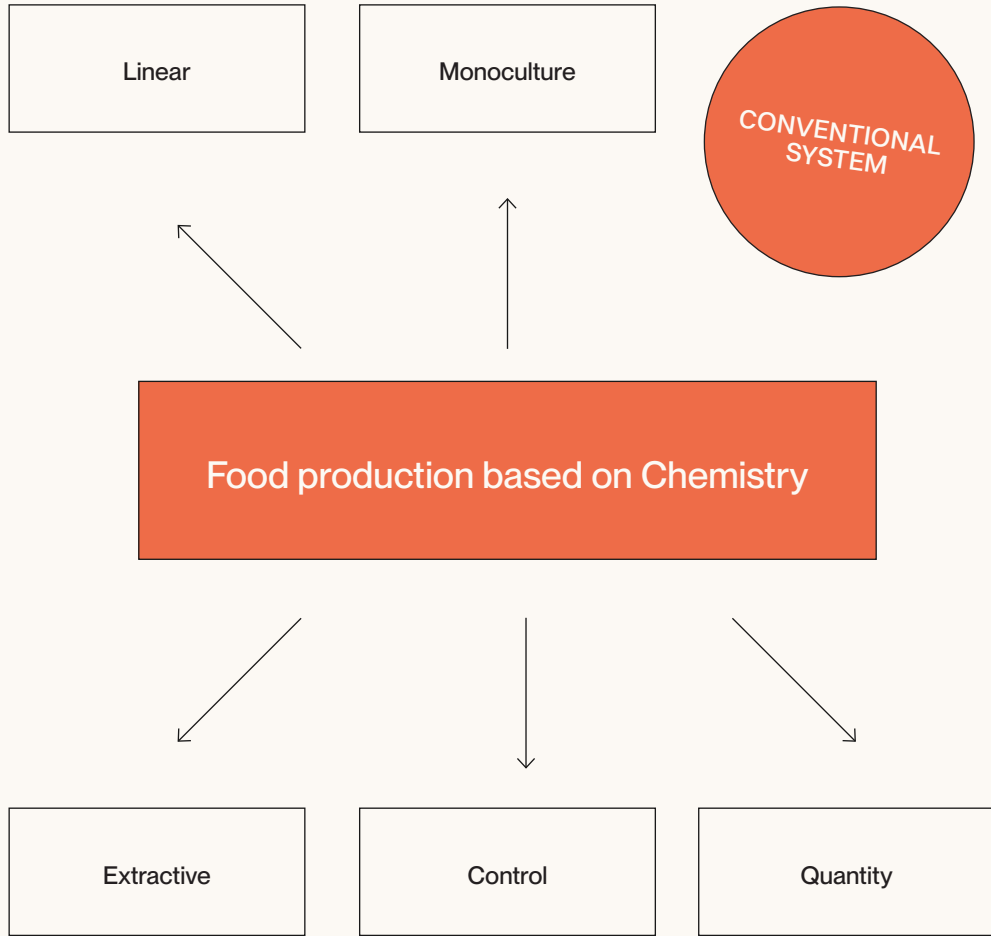 Linear
Monoculture
CONVENTIONAL
SYSTEM
Food production based on Chemistry
Extractive
Control
Quantity